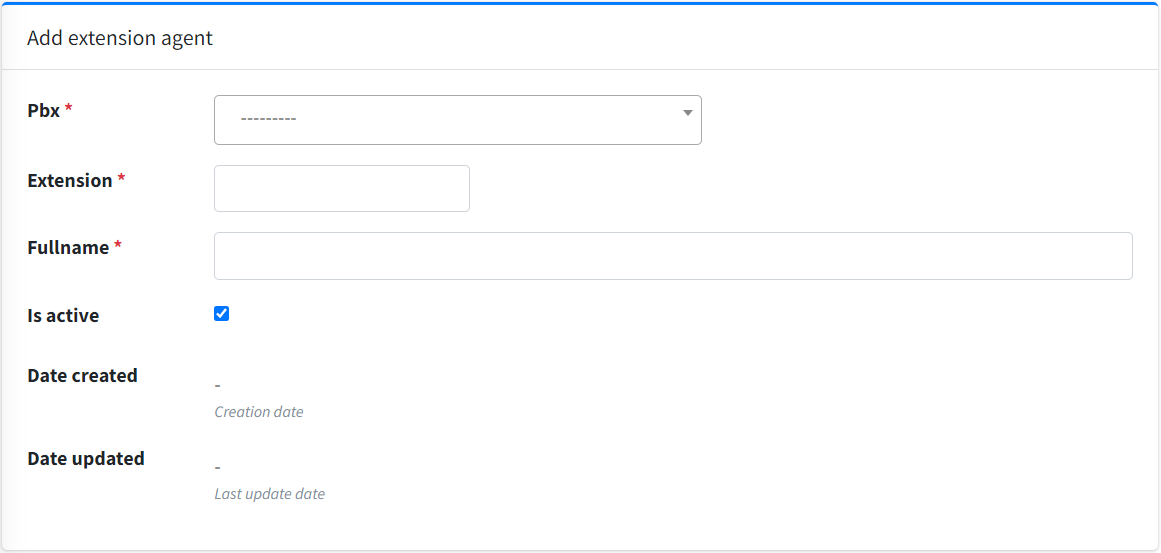 Add extension agent
Pbx *
---------
Extension *
Fullname *
Is active
Date created
-
Creation date
Date updated
-
Last update date